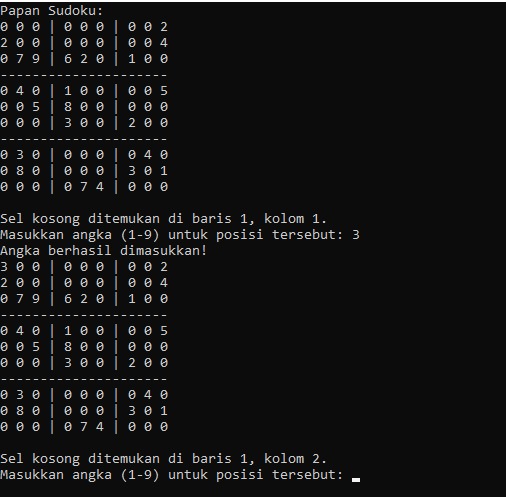 Papan Sudoku:
0 0 0 | 0 0 0 | 0 0 2
2 0 0 | 0 0 0 | 0 0 4
0 7 9 | 6 2 0 | 1 0 0
---------------------
0 4 0 | 1 0 0 | 0 0 5
0 0 5 | 8 0 0 | 0 0 0
0 0 0 | 3 0 0 | 2 0 0
---------------------
0 3 0 | 0 0 0 | 0 4 0
0 8 0 | 0 0 0 | 3 0 1
0 0 0 | 0 7 4 | 0 0 0
Sel kosong ditemukan di baris 1, kolom 1.
Masukkan angka (1-9) untuk posisi tersebut: 3
Angka berhasil dimasukkan!
3 0 0 | 0 0 0 | 0 0 2
2 0 0 | 0 0 0 | 0 0 4
0 7 9 | 6 2 0 | 1 0 0
---------------------
0 4 0 | 1 0 0 | 0 0 5
0 0 5 | 8 0 0 | 0 0 0
0 0 0 | 3 0 0 | 2 0 0
---------------------
0 3 0 | 0 0 0 | 0 4 0
0 8 0 | 0 0 0 | 3 0 1
0 0 0 | 0 7 4 | 0 0 0
Sel kosong ditemukan di baris 1, kolom 2.
Masukkan angka (1-9) untuk posisi tersebut: